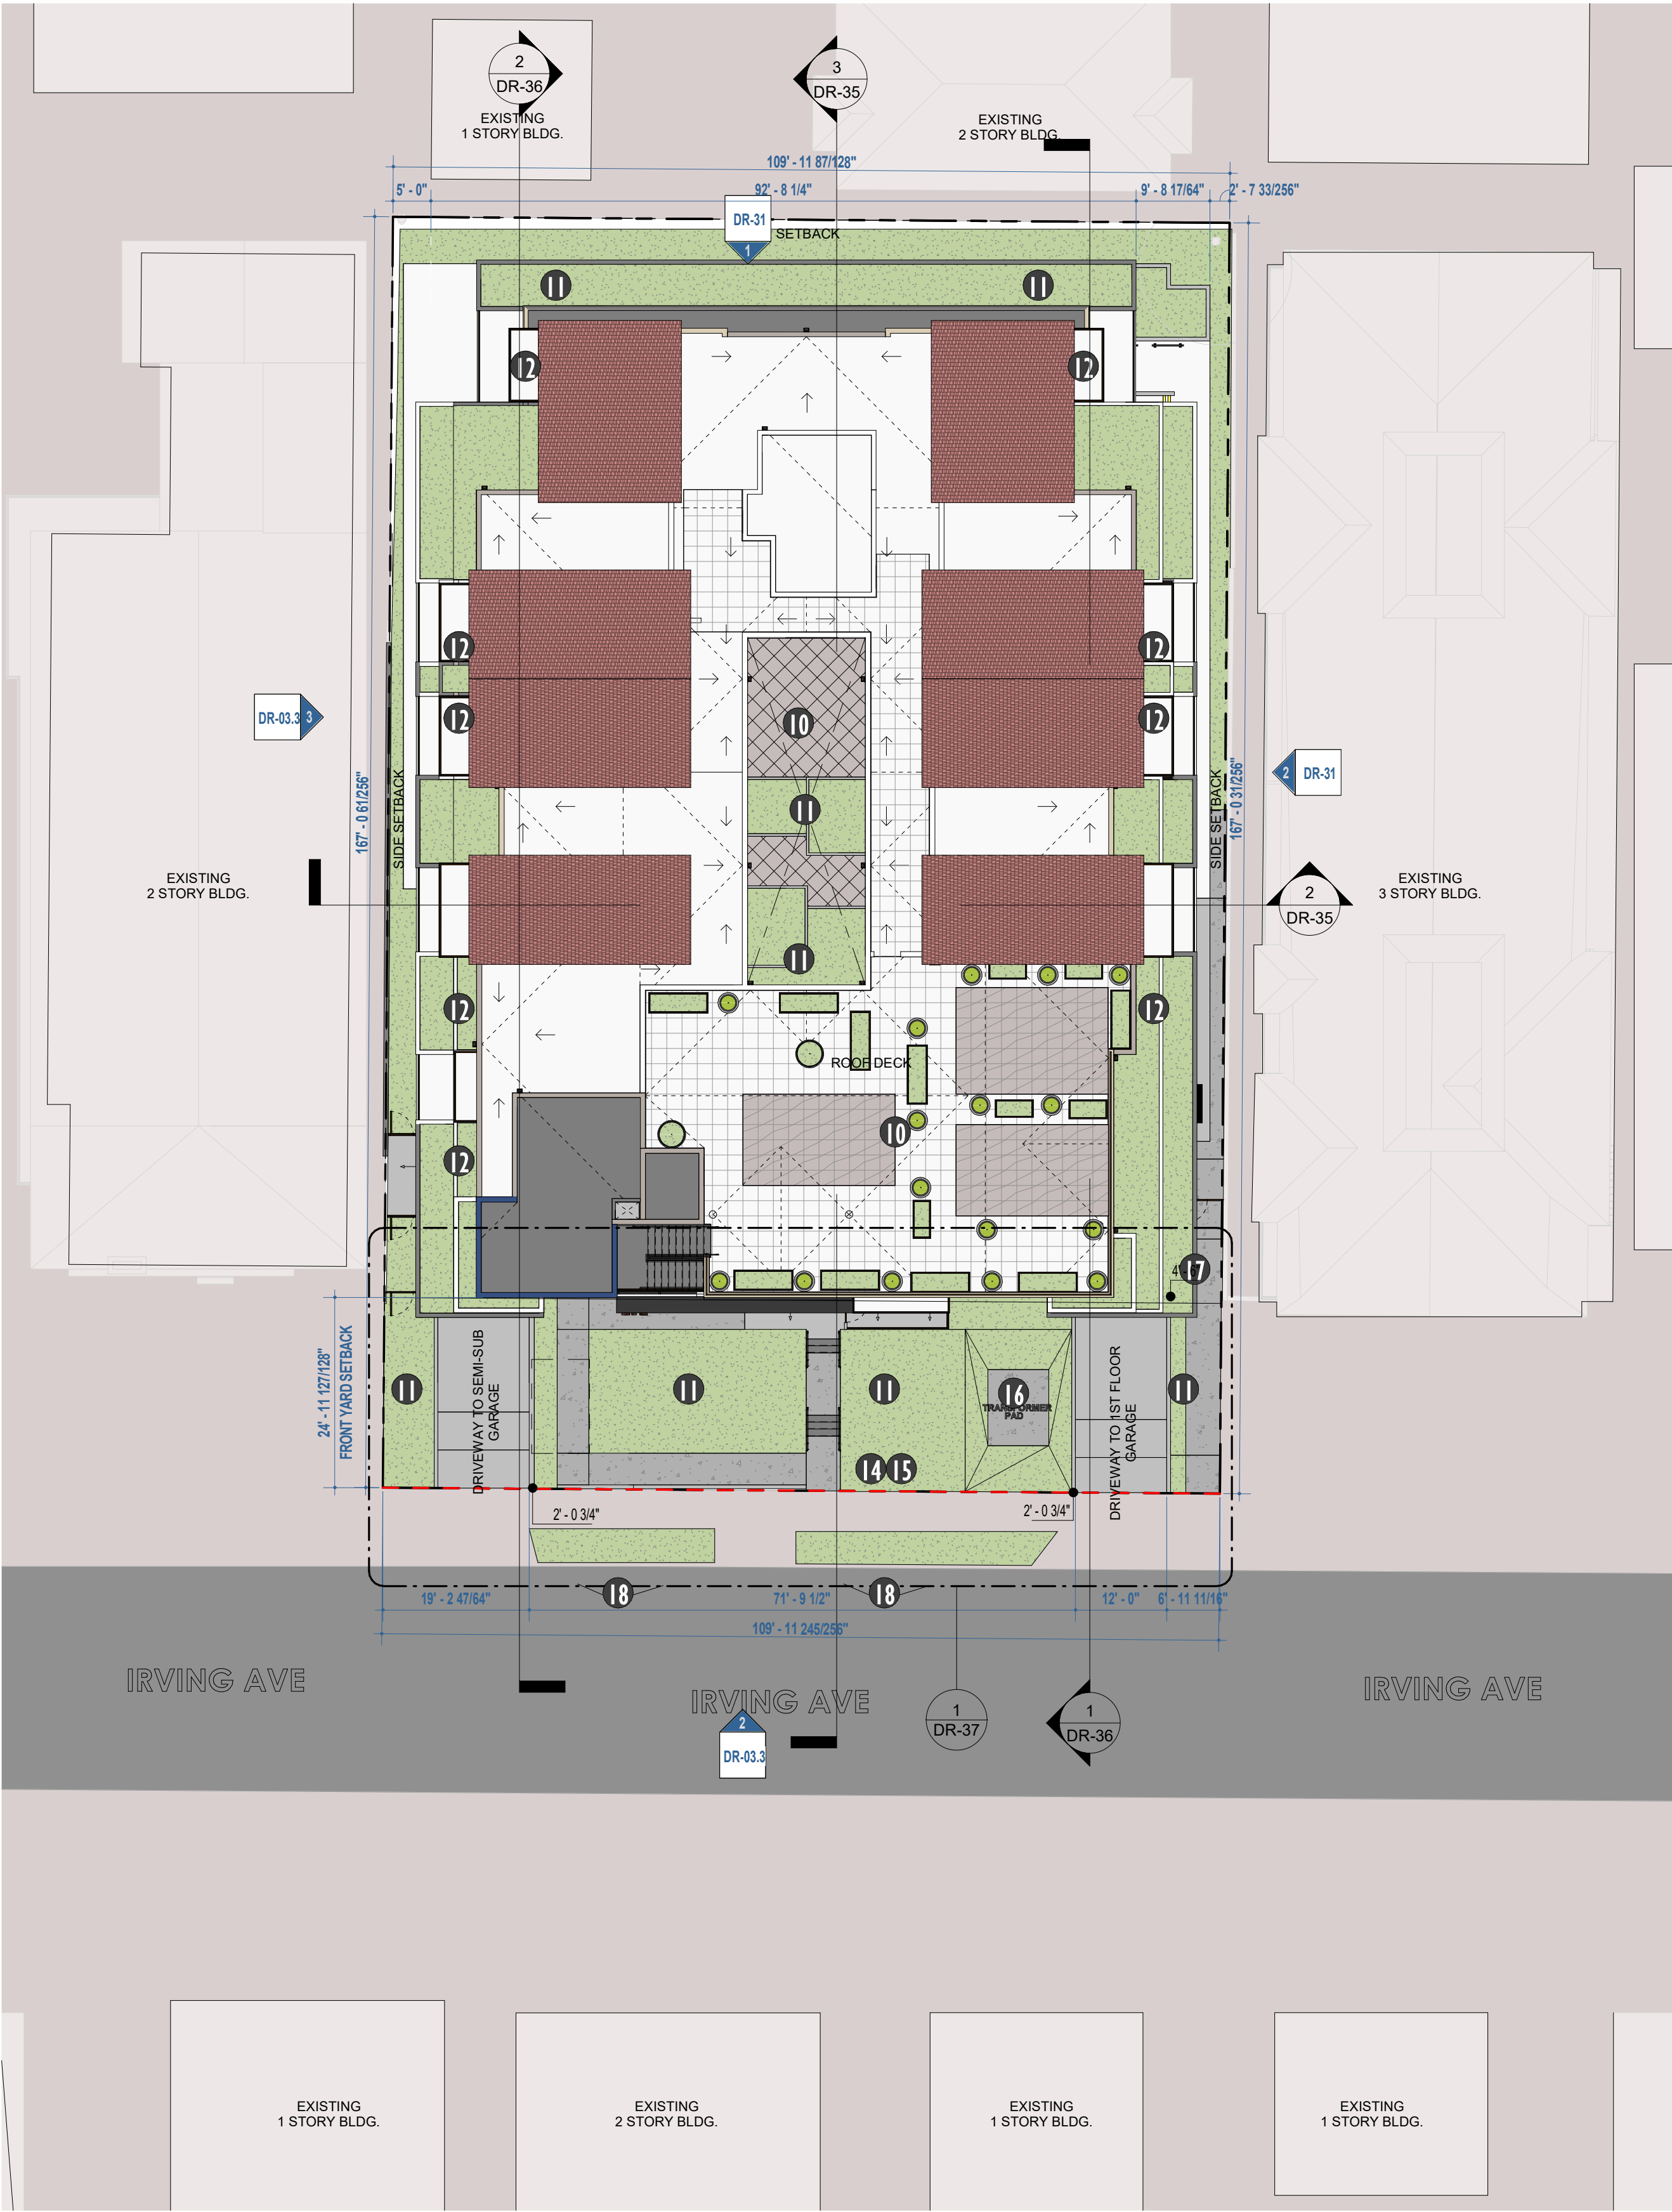 2
DR-36
3
DR-35
EXISTING
1 STORY BLDG.
EXISTING
2 STORY BLDG.
109' - 11 87/128"
5' - 0"
92' - 8 1/4"
9' - 8 17/64"
2' - 7 33/256"
DR-31
1
SETBACK
11
11
12
12
12
12
DR-03.3
3
12
12
10
2
DR-31
SIDE SETBACK
SIDE SETBACK
167' - 0 61/256"
167' - 0 31/256"
11
EXISTING
2 STORY BLDG.
2
DR-35
EXISTING
3 STORY BLDG.
11
12
12
ROOF DECK
10
12
4' - 6"
17
24' - 11 127/128"
FRONT YARD SETBACK
DRIVEWAY TO SEMI-SUB
GARAGE
DRIVEWAY TO 1ST FLOOR
GARAGE
11
11
11
16
TRANSFORMER
PAD
11
14
15
2' - 0 3/4"
2' - 0 3/4"
18
18
19' - 2 47/64"
71' - 9 1/2"
12' - 0"
6' - 11 11/16"
109' - 11 245/256"
IRVING AVE
IRVING AVE
IRVING AVE
2
DR-03.3
1
DR-37
1
DR-36
EXISTING
1 STORY BLDG.
EXISTING
2 STORY BLDG.
EXISTING
1 STORY BLDG.
EXISTING
1 STORY BLDG.